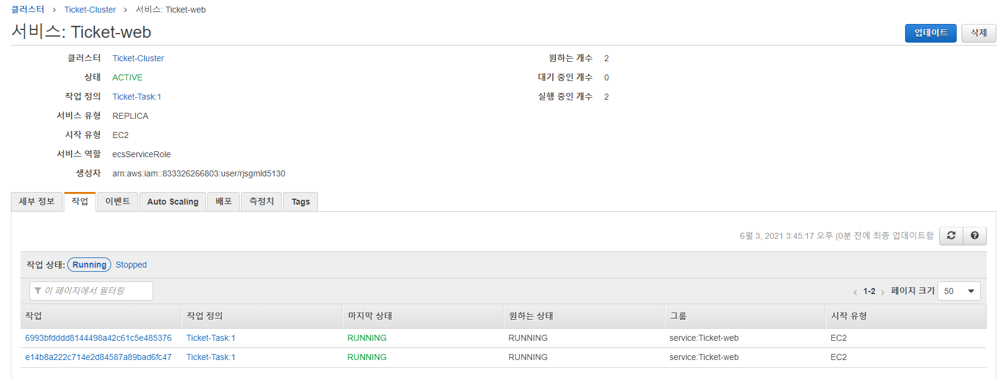 클러스터 > Ticket-Cluster > 서비스: Ticket-web
서비스: Ticket-web
업데이트 삭제
클러스터 Ticket-Cluster 원하는 개수 2
상태 ACTIVE 대기 중인 개수 0
작업 정의 Ticket-Task:1 실행 중인 개수 2
서비스 유형 REPLICA
시작 유형 EC2
서비스 역할 ecsServiceRole
생성자 arn:aws:iam::833326266803:user/rjsgmld5130
세부 정보 작업 이벤트 Auto Scaling 배포 측정치 Tags
6월 3, 2021 3:45:17 오후 (0분 전에 최종 업데이트함
작업 상태: Running Stopped
이 페이지에서 필터링 < 1-2 > 페이지 크기 50
작업 작업 정의 마지막 상태 원하는 상태 그룹 시작 유형
6993bfdddd8144498a42c61c5e485376 Ticket-Task:1 RUNNING RUNNING service:Ticket-web EC2
e14b8a222c714e2d84587a89bad6fc47 Ticket-Task:1 RUNNING RUNNING service:Ticket-web EC2